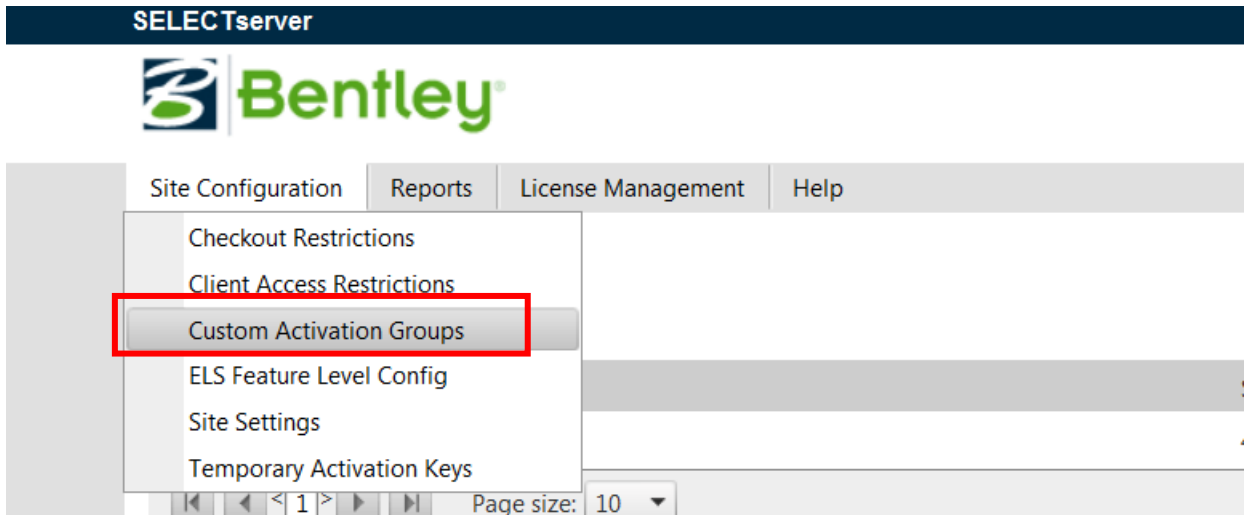 SELECTserver
Bentley®
Site Configuration Reports License Management Help
Checkout Restrictions
Client Access Restrictions
Custom Activation Groups
ELS Feature Level Config
Site Settings
Temporary Activation Keys
< 1 > Page size: 10